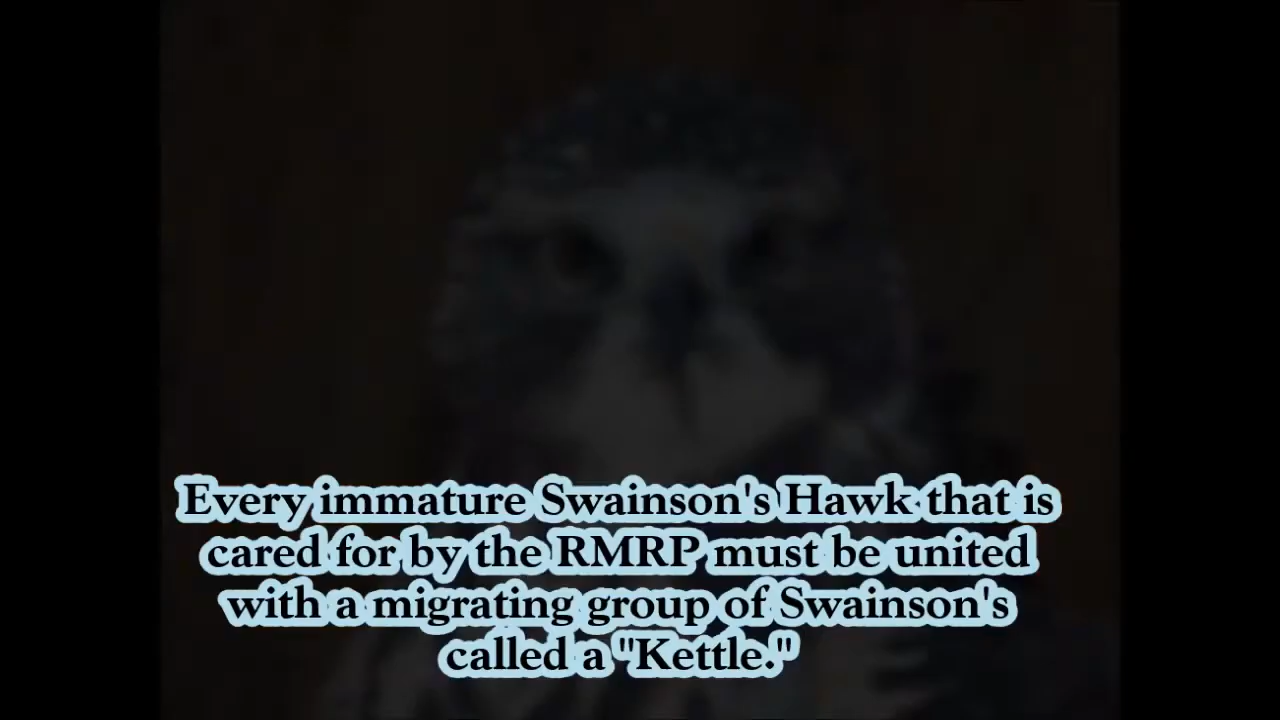 Every immature Swainson's Hawk that is
cared for by the RMRP must be united
with a migrating group of Swainson's
called a "Kettle."